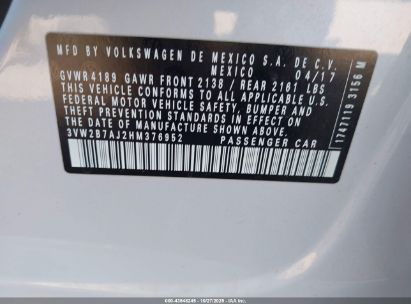 MFD BY VOLKSWAGEN DE MEXICO S.A. DE C.V.
MEXICO 04/17
GVWR 4189 GAWR FRONT 2138 / REAR 2161 LBS
THIS VEHICLE CONFORMS TO ALL APPLICABLE
FEDERAL MOTOR VEHICLE SAFETY, BUMPER AND
THEFT PREVENTION STANDARDS IN EFFECT ON
THE DATE OF MANUFACTURE SHOWN ABOVE
3VW2B7AJ2HM376952 PASSENGER CAR
1747119 3156 M